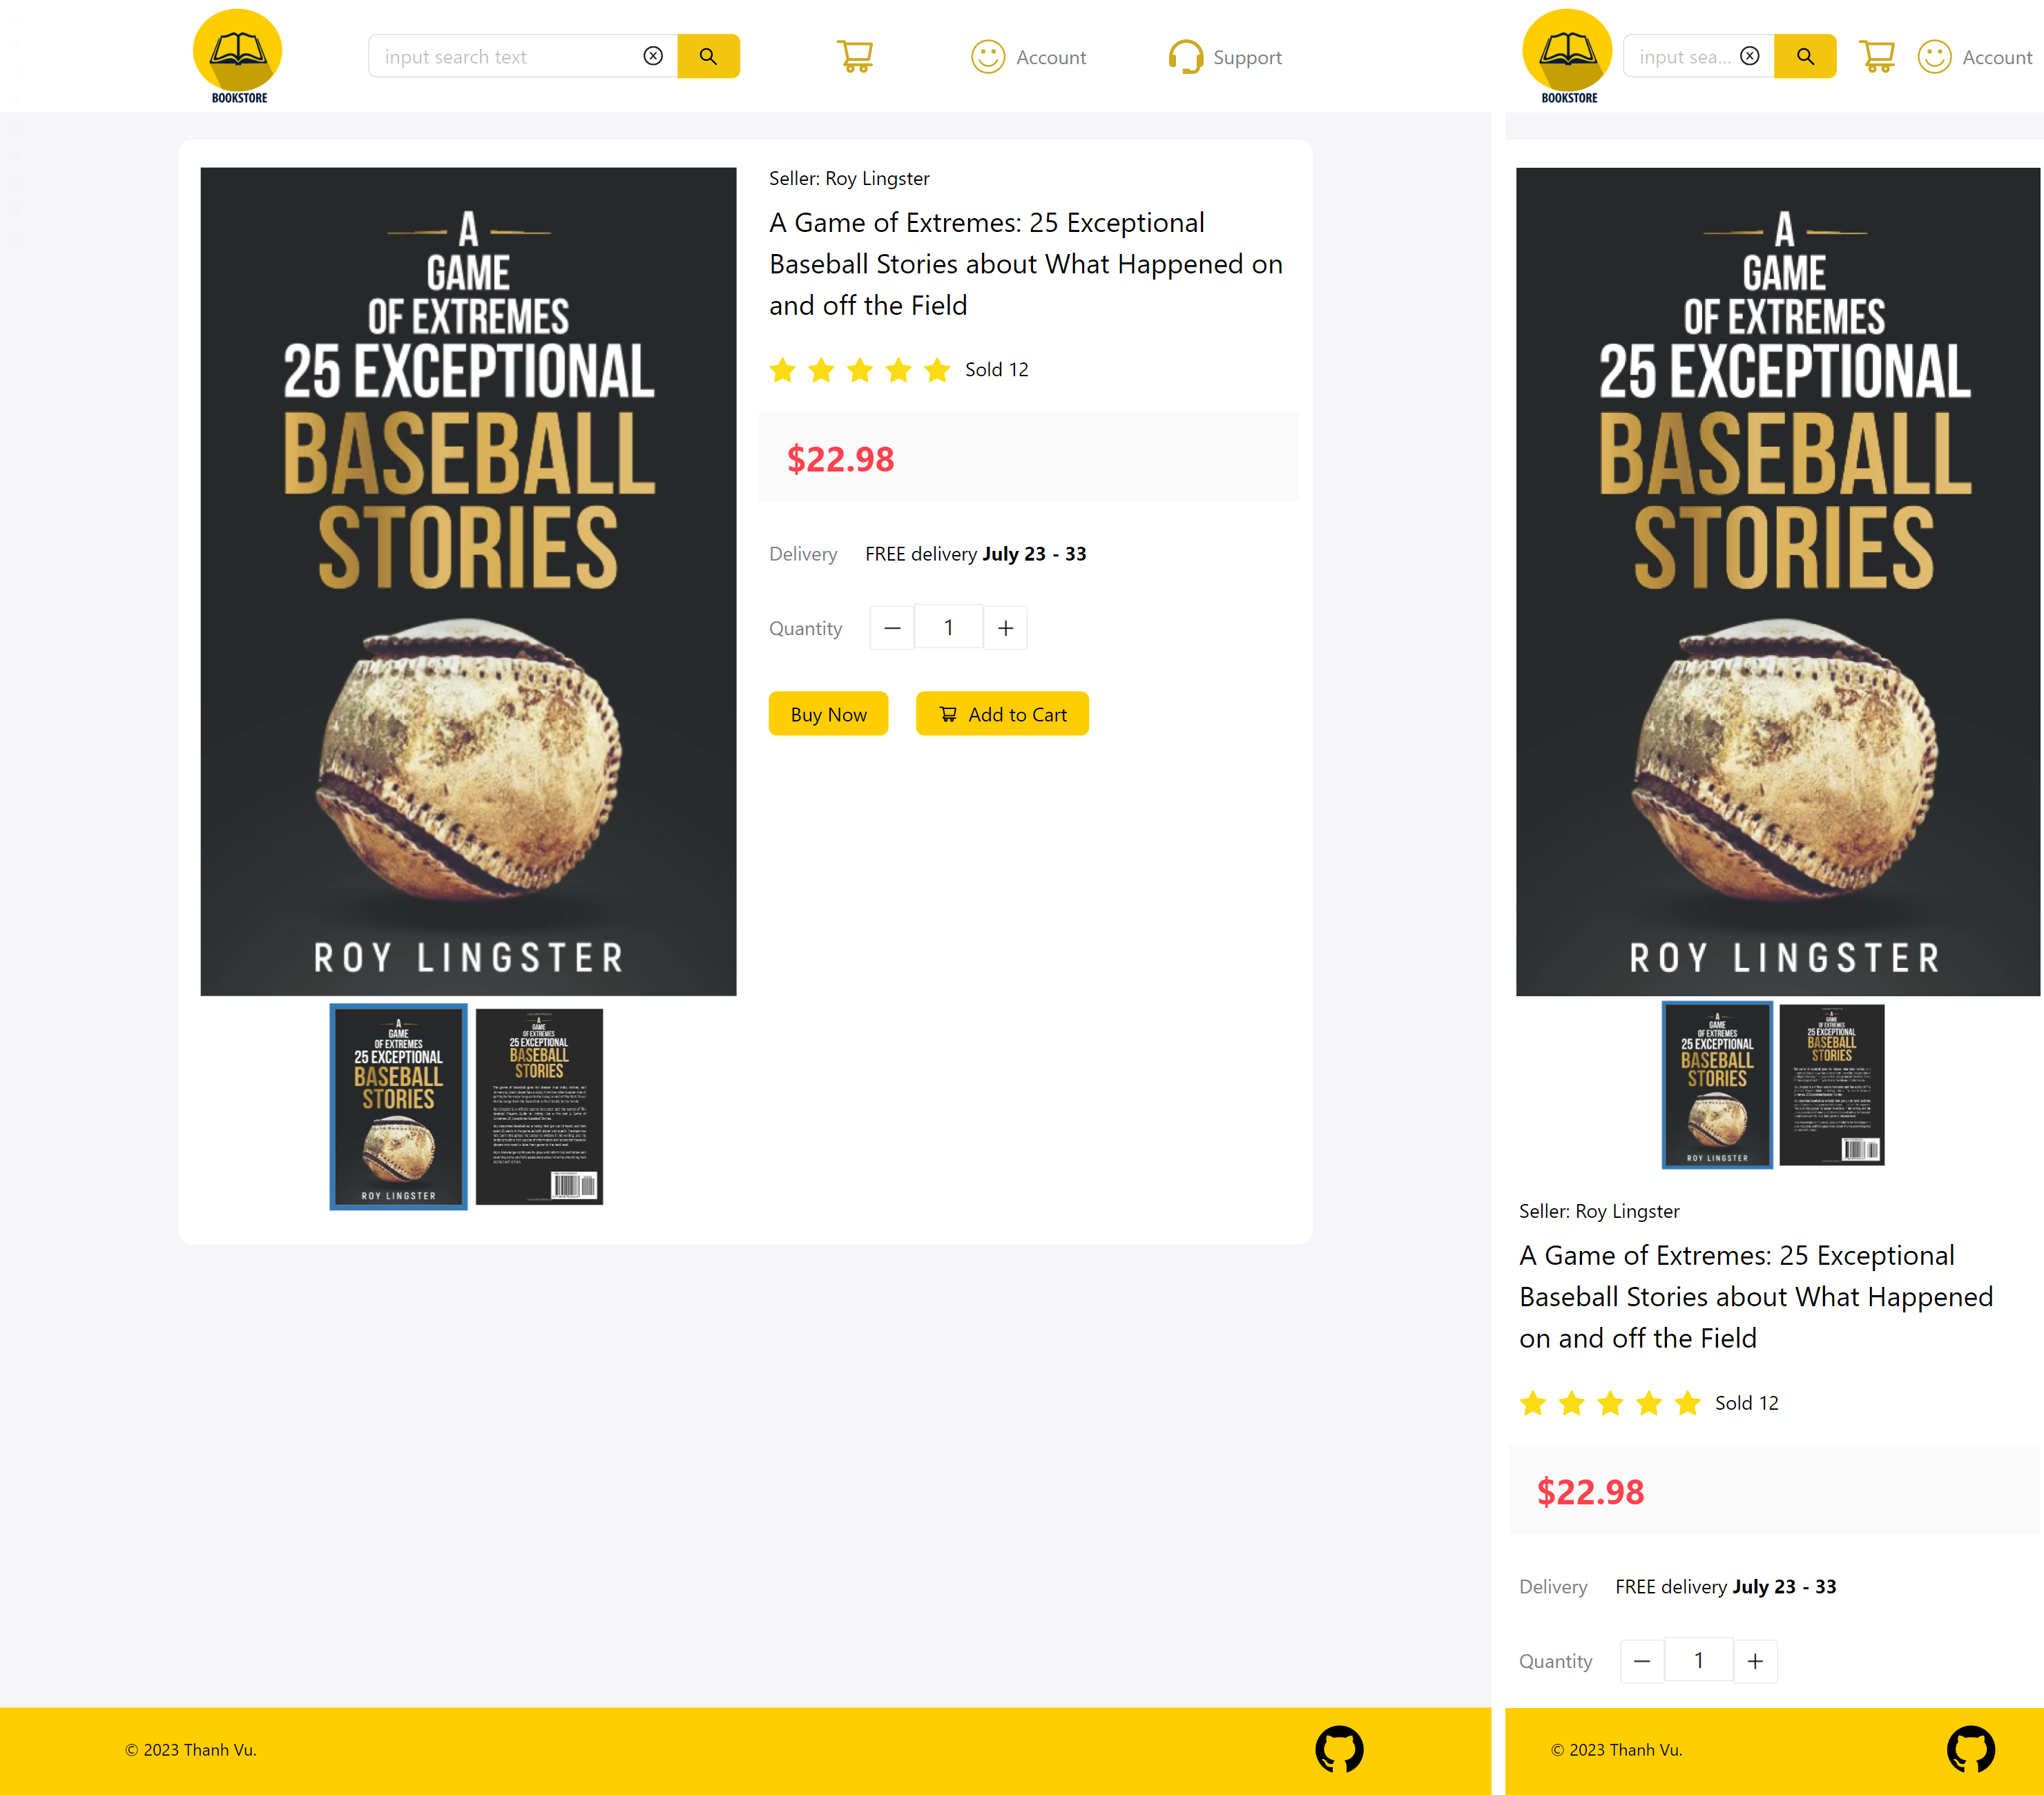 BOOKSTORE
input search text
Account
Support
A
GAME
OF EXTREMES
25 EXCEPTIONAL
BASEBALL
STORIES
ROY LINGSTER
A
GAME
OF EXTREMES
25 EXCEPTIONAL
BASEBALL
STORIES
ROY LINGSTER
A
GAME
OF EXTREMES
25 EXCEPTIONAL
BASEBALL
STORIES
Seller: Roy Lingster
A Game of Extremes: 25 Exceptional
Baseball Stories about What Happened on
and off the Field
Sold 12
$22.98
Delivery FREE delivery July 23 - 33
Quantity 1
Buy Now Add to Cart
© 2023 Thanh Vu.
BOOKSTORE
input sea...
Account
A
GAME
OF EXTREMES
25 EXCEPTIONAL
BASEBALL
STORIES
ROY LINGSTER
A
GAME
OF EXTREMES
25 EXCEPTIONAL
BASEBALL
STORIES
ROY LINGSTER
A
GAME
OF EXTREMES
25 EXCEPTIONAL
BASEBALL
STORIES
Seller: Roy Lingster
A Game of Extremes: 25 Exceptional
Baseball Stories about What Happened
on and off the Field
Sold 12
$22.98
Delivery FREE delivery July 23 - 33
Quantity 1
© 2023 Thanh Vu.